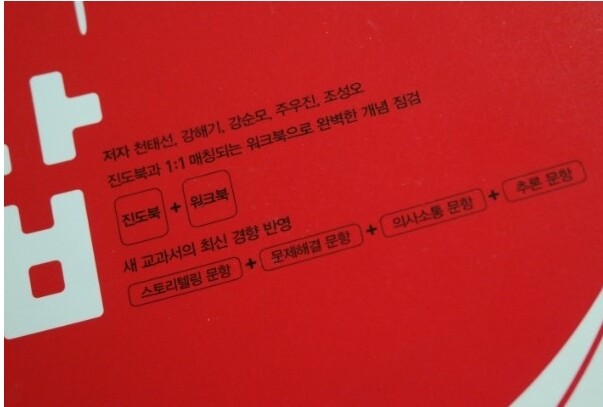 저자 천태선, 강해기, 강순모, 주우진, 조성오
진도북과 1:1 매칭되는 워크북으로 완벽한 개념 점검
진도북 + 워크북
새 교과서의 최신 경향 반영
스토리텔링 문항 + 문제해결 문항 + 의사소통 문항 + 추론 문항